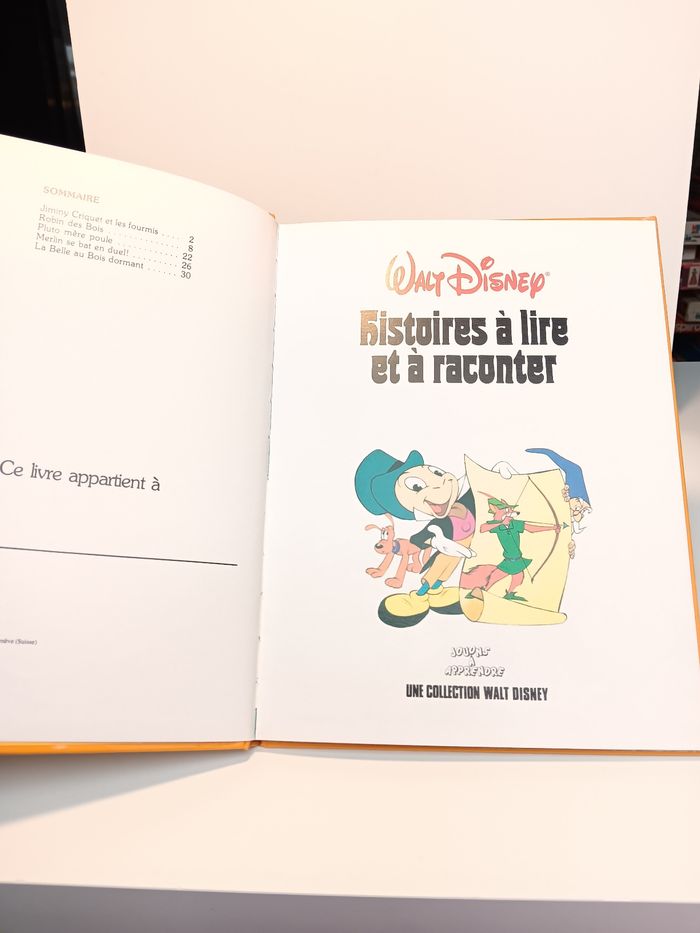 SOMMAIRE
Jiminy Criquet et les fourmis . . . . 2
Robin des Bois . . . . . . . . . . . . 8
Pluto mère poule . . . . . . . . . . . 22
Merlin se bat en duel! . . . . . . . . 26
La Belle au Bois dormant . . . . . . 30
Ce livre appartient à
nève (Suisse)
WALT DISNEY®
histoires à lire
et à raconter
JOUONS
À
APPRENDRE
UNE COLLECTION WALT DISNEY